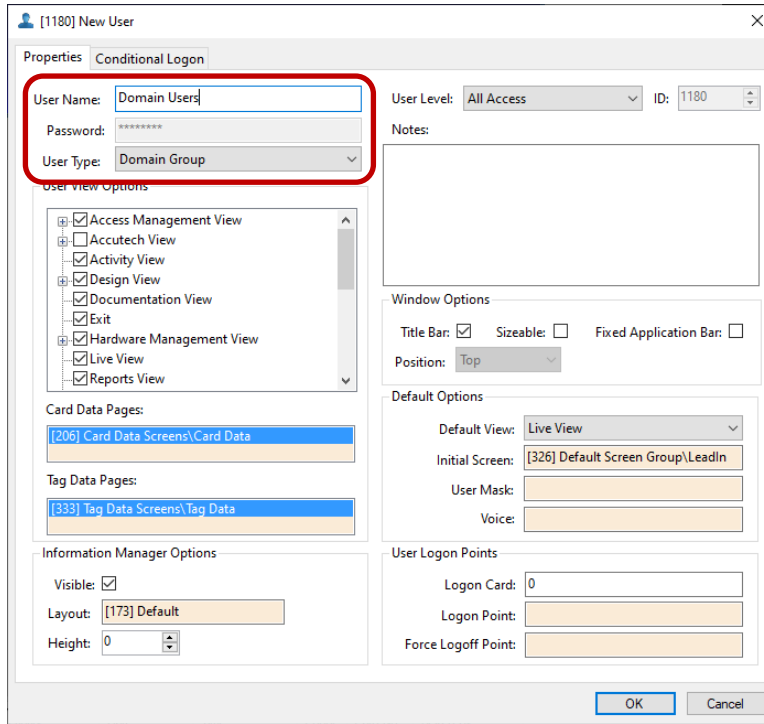 [1180] New User
Properties
Conditional Logon
User Name: Domain Users
Password: ********
User Type: Domain Group
User View Options
Access Management View
Accutech View
Activity View
Design View
Documentation View
Exit
Hardware Management View
Live View
Reports View
Card Data Pages:
[206] Card Data Screens\Card Data
Tag Data Pages:
[333] Tag Data Screens\Tag Data
Information Manager Options
Visible:
Layout: [173] Default
Height: 0
User Level: All Access ID: 1180
Notes:
Window Options
Title Bar: Sizeable: Fixed Application Bar:
Position: Top
Default Options
Default View: Live View
Initial Screen: [326] Default Screen Group\LeadIn
User Mask:
Voice:
User Logon Points
Logon Card: 0
Logon Point:
Force Logoff Point:
OK Cancel